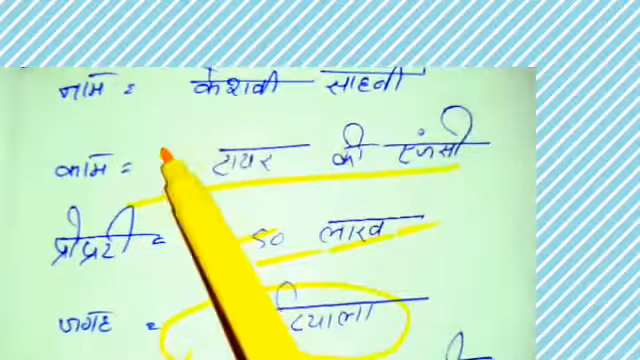 नाम = केशवी साहनी
काम = टायर की एजंसी
प्रोप्रटी = 50 लाख
जगह =